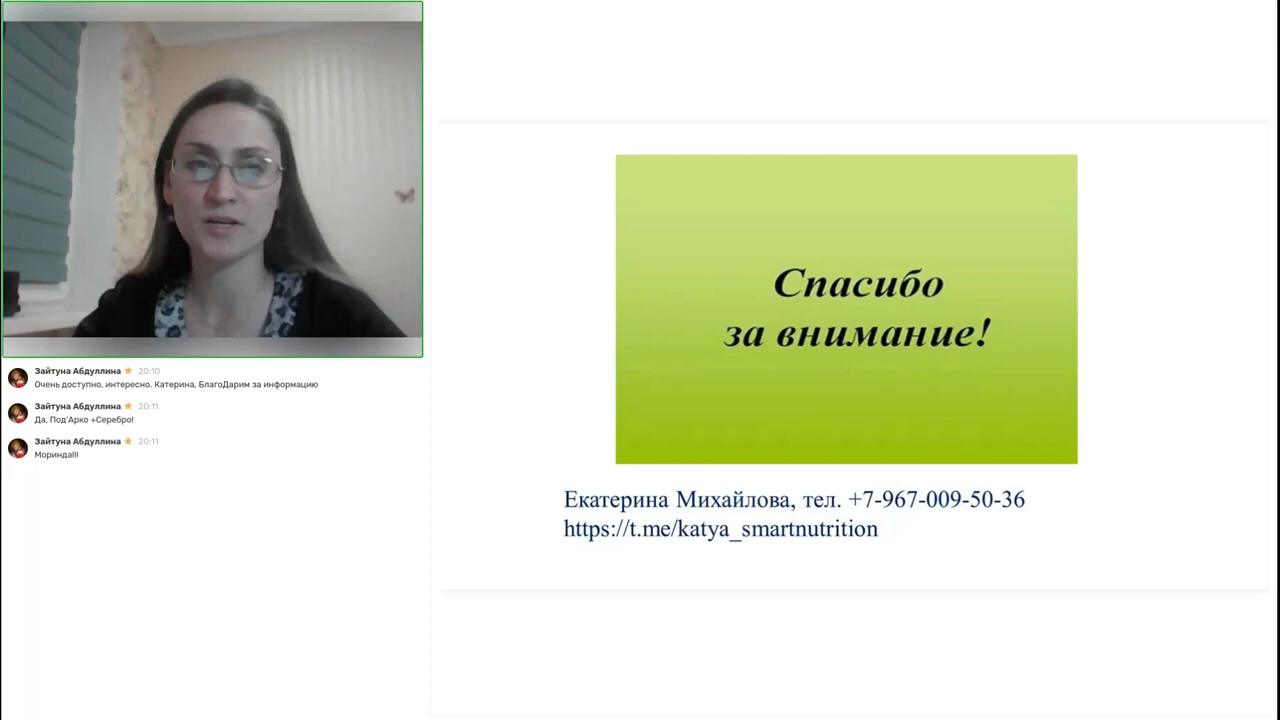 Зайтуна Абдуллина 20:10
Очень доступно, интересно. Катерина, БлагоДарим за информацию
Зайтуна Абдуллина 20:11
Да, Под'Арко +Серебро!
Зайтуна Абдуллина 20:11
Моринда!!!
Спасибо
за внимание!
Екатерина Михайлова, тел. +7-967-009-50-36
https://t.me/katya_smartnutrition